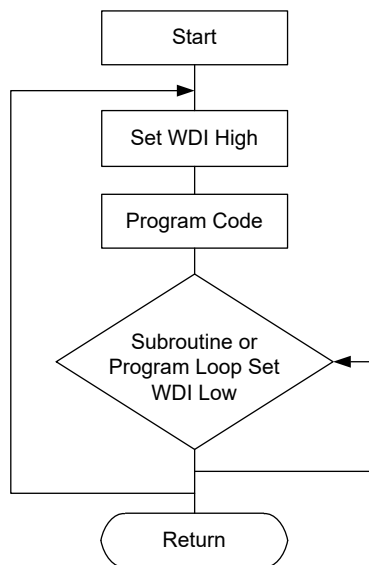 Start
Set WDI High
Program Code
Subroutine or
Program Loop Set
WDI Low
Return